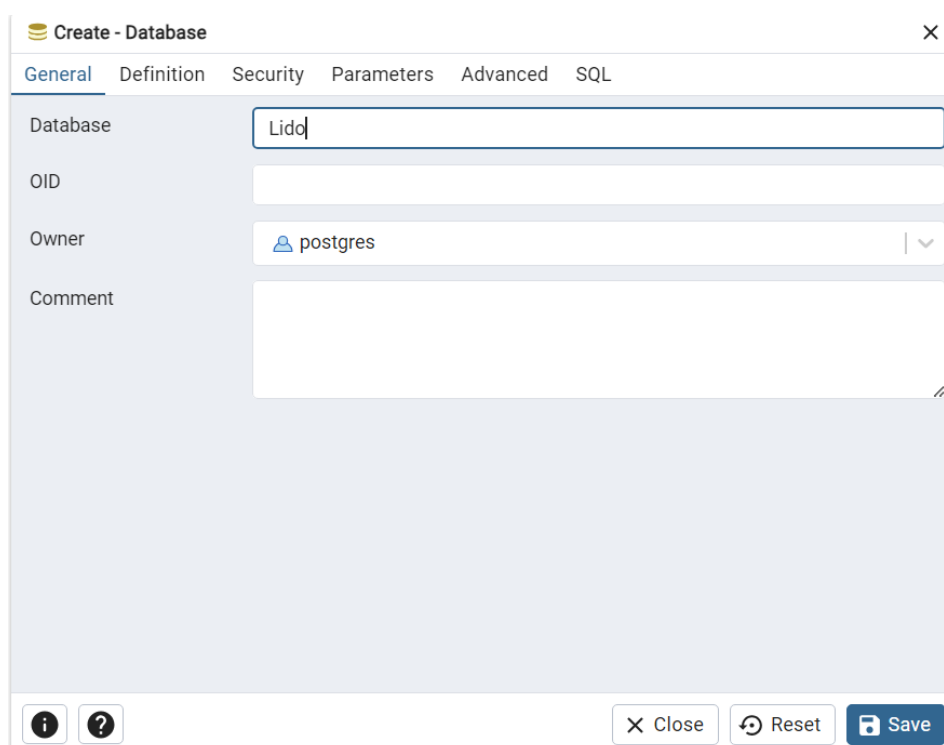 Create - Database
General Definition Security Parameters Advanced SQL
Database Lido
OID
Owner postgres
Comment
Close Reset Save